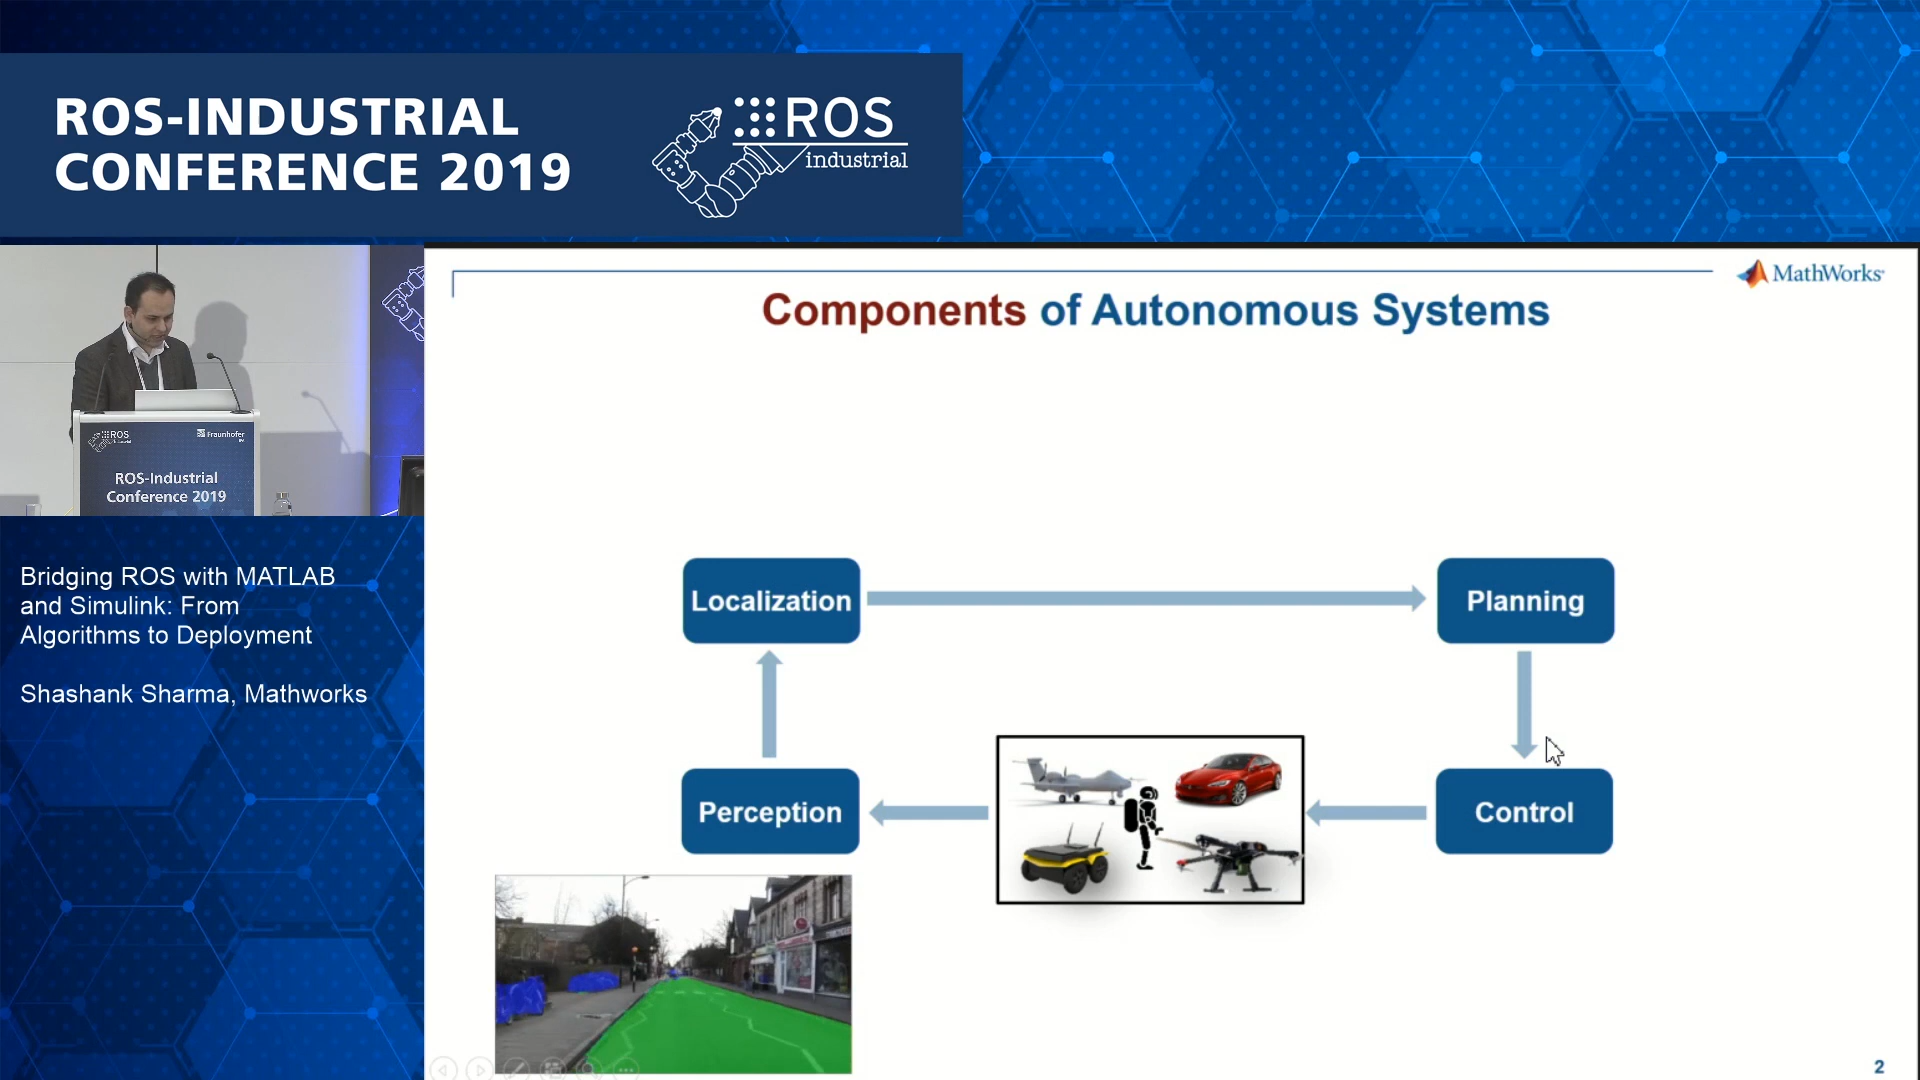 ROS-INDUSTRIAL
CONFERENCE 2019
ROS
industrial
MathWorks
Components of Autonomous Systems
ROS
Fraunhofer
ROS-Industrial
Conference 2019
Bridging ROS with MATLAB
and Simulink: From
Algorithms to Deployment
Shashank Sharma, Mathworks
Localization
Planning
Perception
Control
2